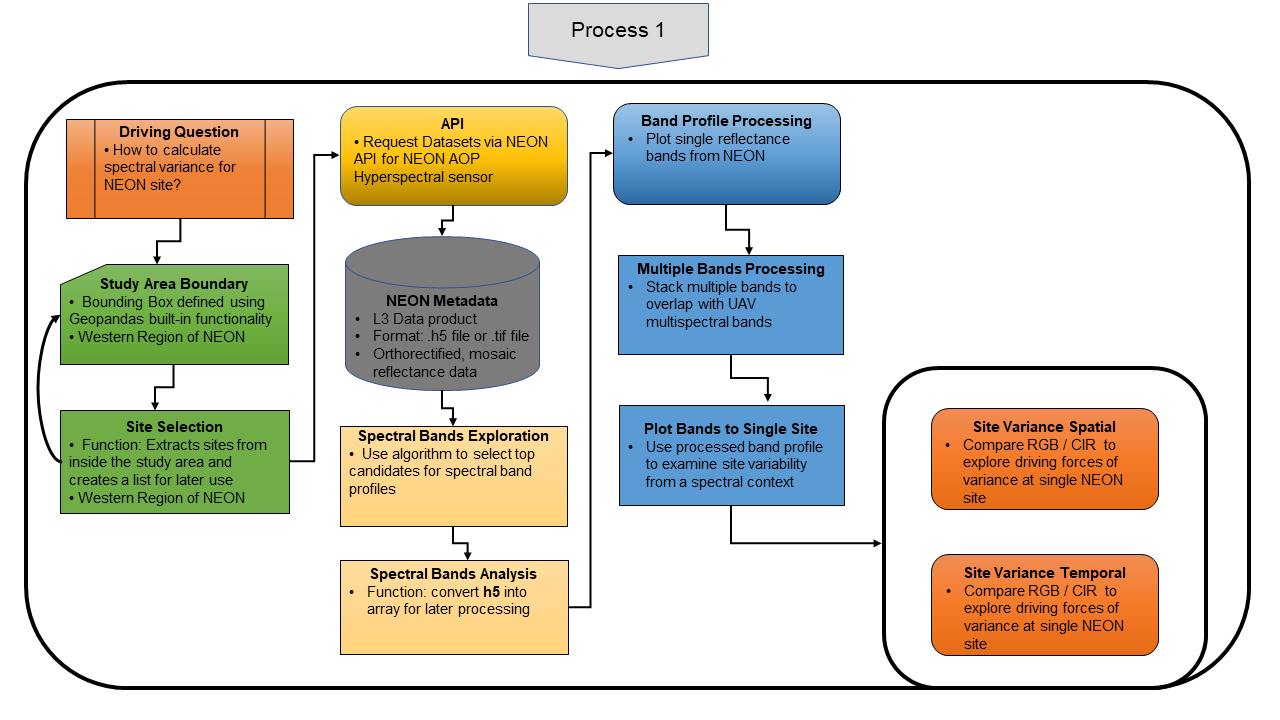 Process 1
Driving Question
• How to calculate
spectral variance for
NEON site?
Study Area Boundary
• Bounding Box defined using
Geopandas built-in functionality
• Western Region of NEON
Site Selection
• Function: Extracts sites from
inside the study area and
creates a list for later use
• Western Region of NEON
API
• Request Datasets via NEON
API for NEON AOP
Hyperspectral sensor
NEON Metadata
• L3 Data product
• Format: .h5 file or .tif file
• Orthorectified, mosaic
reflectance data
Spectral Bands Exploration
• Use algorithm to select top
candidates for spectral band
profiles
Spectral Bands Analysis
• Function: convert h5 into
array for later processing
Band Profile Processing
• Plot single reflectance
bands from NEON
Multiple Bands Processing
• Stack multiple bands to
overlap with UAV
multispectral bands
Plot Bands to Single Site
• Use processed band profile
to examine site variability
from a spectral context
Site Variance Spatial
• Compare RGB / CIR to
explore driving forces of
variance at single NEON
site
Site Variance Temporal
• Compare RGB / CIR to
explore driving forces of
variance at single NEON
site